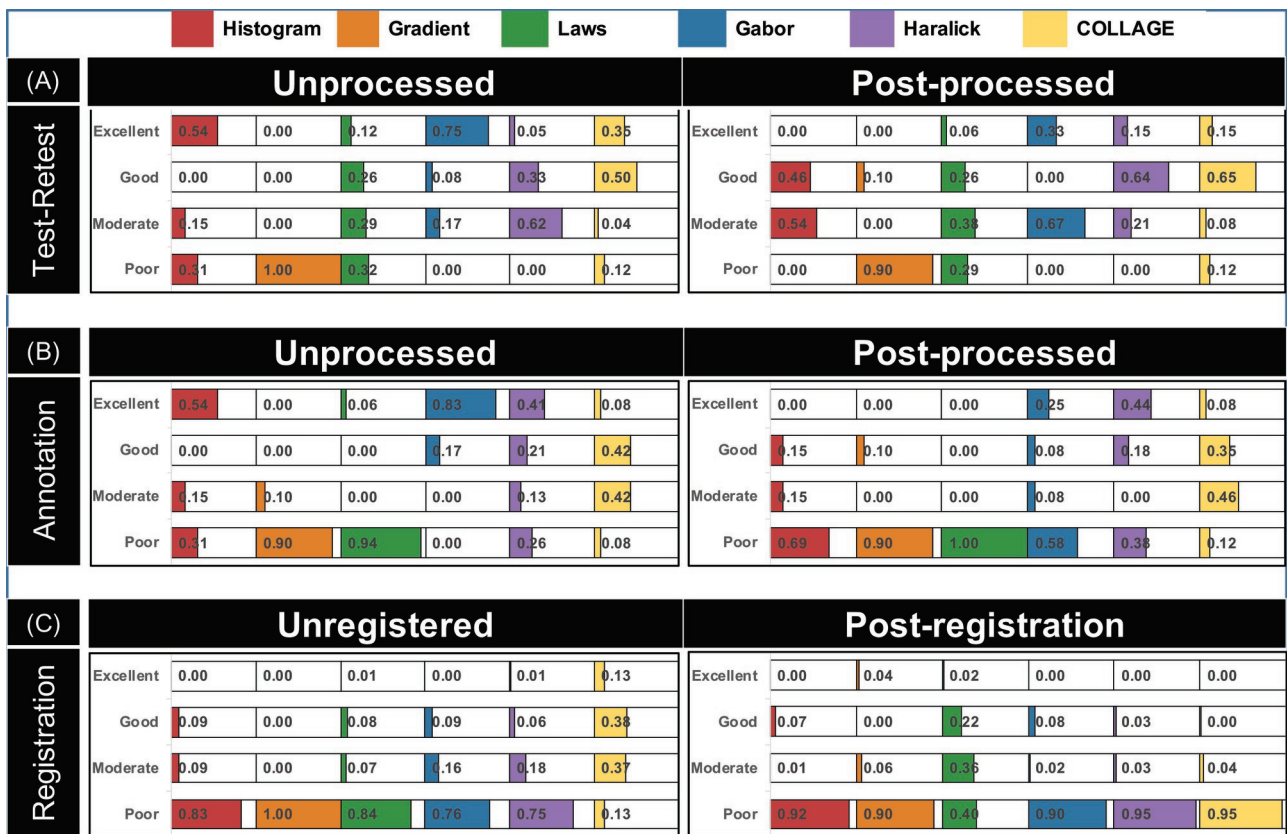 Histogram Gradient Laws Gabor Haralick COLLAGE
(A) Unprocessed Post-processed
Test-Retest
Excellent 0.54 0.00 0.12 0.75 0.05 0.35 0.00 0.00 0.06 0.33 0.15 0.15
Good 0.00 0.00 0.26 0.08 0.33 0.50 0.46 0.10 0.26 0.00 0.64 0.65
Moderate 0.15 0.00 0.29 0.17 0.62 0.04 0.54 0.00 0.38 0.67 0.21 0.08
Poor 0.31 1.00 0.32 0.00 0.00 0.12 0.00 0.90 0.29 0.00 0.00 0.12
(B) Unprocessed Post-processed
Annotation
Excellent 0.54 0.00 0.06 0.83 0.41 0.08 0.00 0.00 0.00 0.25 0.44 0.08
Good 0.00 0.00 0.00 0.17 0.21 0.42 0.15 0.10 0.00 0.08 0.18 0.35
Moderate 0.15 0.10 0.00 0.00 0.13 0.42 0.15 0.00 0.00 0.08 0.00 0.46
Poor 0.31 0.90 0.94 0.00 0.26 0.08 0.69 0.90 1.00 0.58 0.38 0.12
(C) Unregistered Post-registration
Registration
Excellent 0.00 0.00 0.01 0.00 0.01 0.13 0.00 0.04 0.02 0.00 0.00 0.00
Good 0.09 0.00 0.08 0.09 0.06 0.38 0.07 0.00 0.22 0.08 0.03 0.00
Moderate 0.09 0.00 0.07 0.16 0.18 0.37 0.01 0.06 0.36 0.02 0.03 0.04
Poor 0.83 1.00 0.84 0.76 0.75 0.13 0.92 0.90 0.40 0.90 0.95 0.95